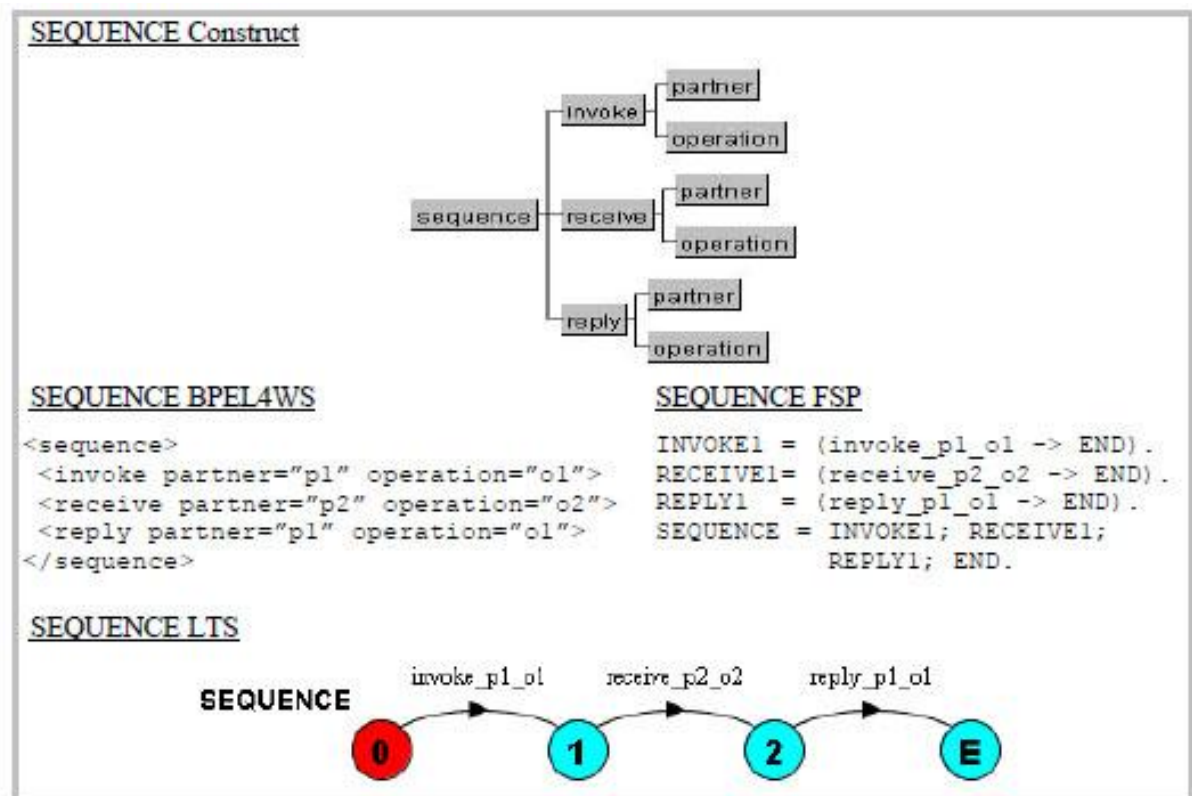 SEQUENCE Construct
partner
invoke
operation
partner
sequence
receive
operation
partner
reply
operation
SEQUENCE BPEL4WS
<sequence>
<invoke partner="p1" operation="o1">
<receive partner="p2" operation="o2">
<reply partner="p1" operation="o1">
</sequence>
SEQUENCE FSP
INVOKE1 = (invoke_p1_o1 -> END).
RECEIVE1= (receive_p2_o2 -> END).
REPLY1 = (reply_p1_o1 -> END).
SEQUENCE = INVOKE1; RECEIVE1;
REPLY1; END.
SEQUENCE LTS
invoke_p1_o1 receive_p2_o2 reply_p1_o1
SEQUENCE
0 1 2 E